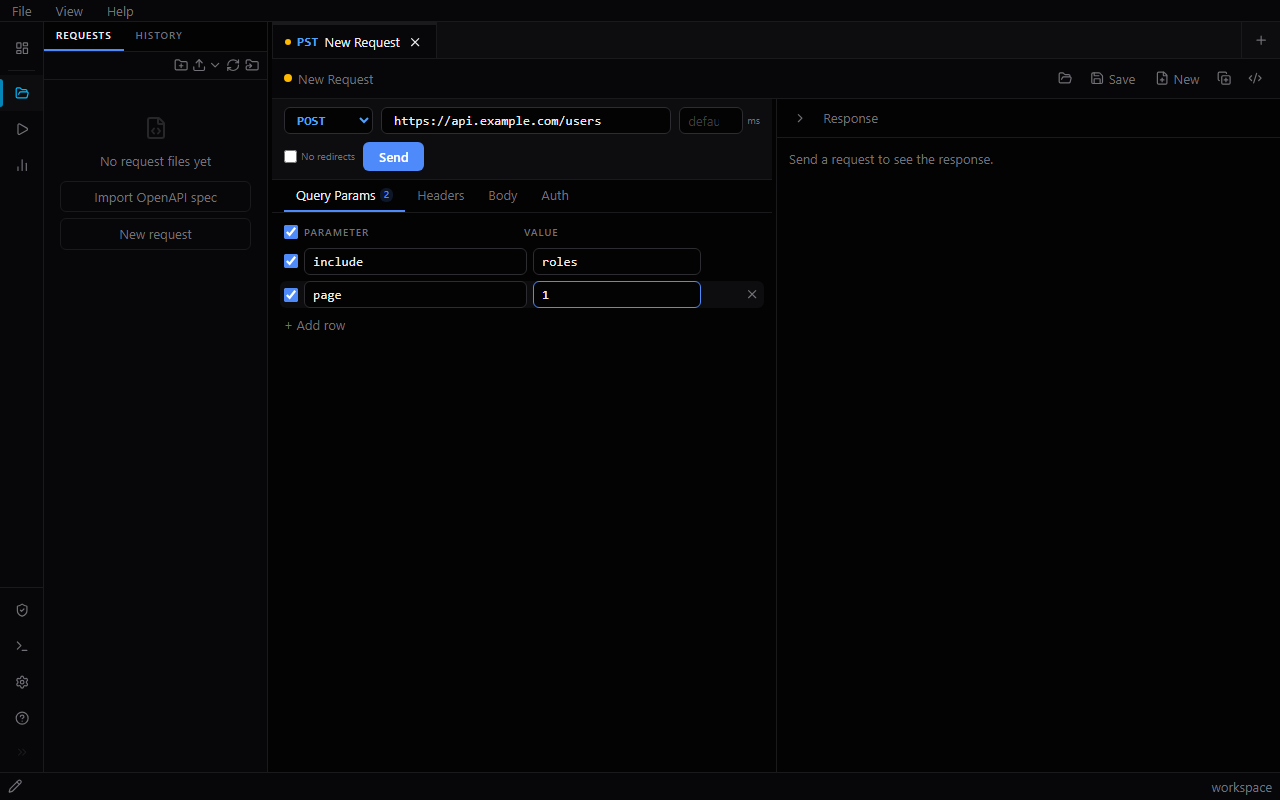 File View Help
REQUESTS HISTORY
PST New Request
New Request
Save New
POST https://api.example.com/users defau ms
No redirects Send
Response
Send a request to see the response.
No request files yet
Import OpenAPI spec
New request
Query Params 2 Headers Body Auth
PARAMETER VALUE
include roles
page 1
+ Add row
workspace